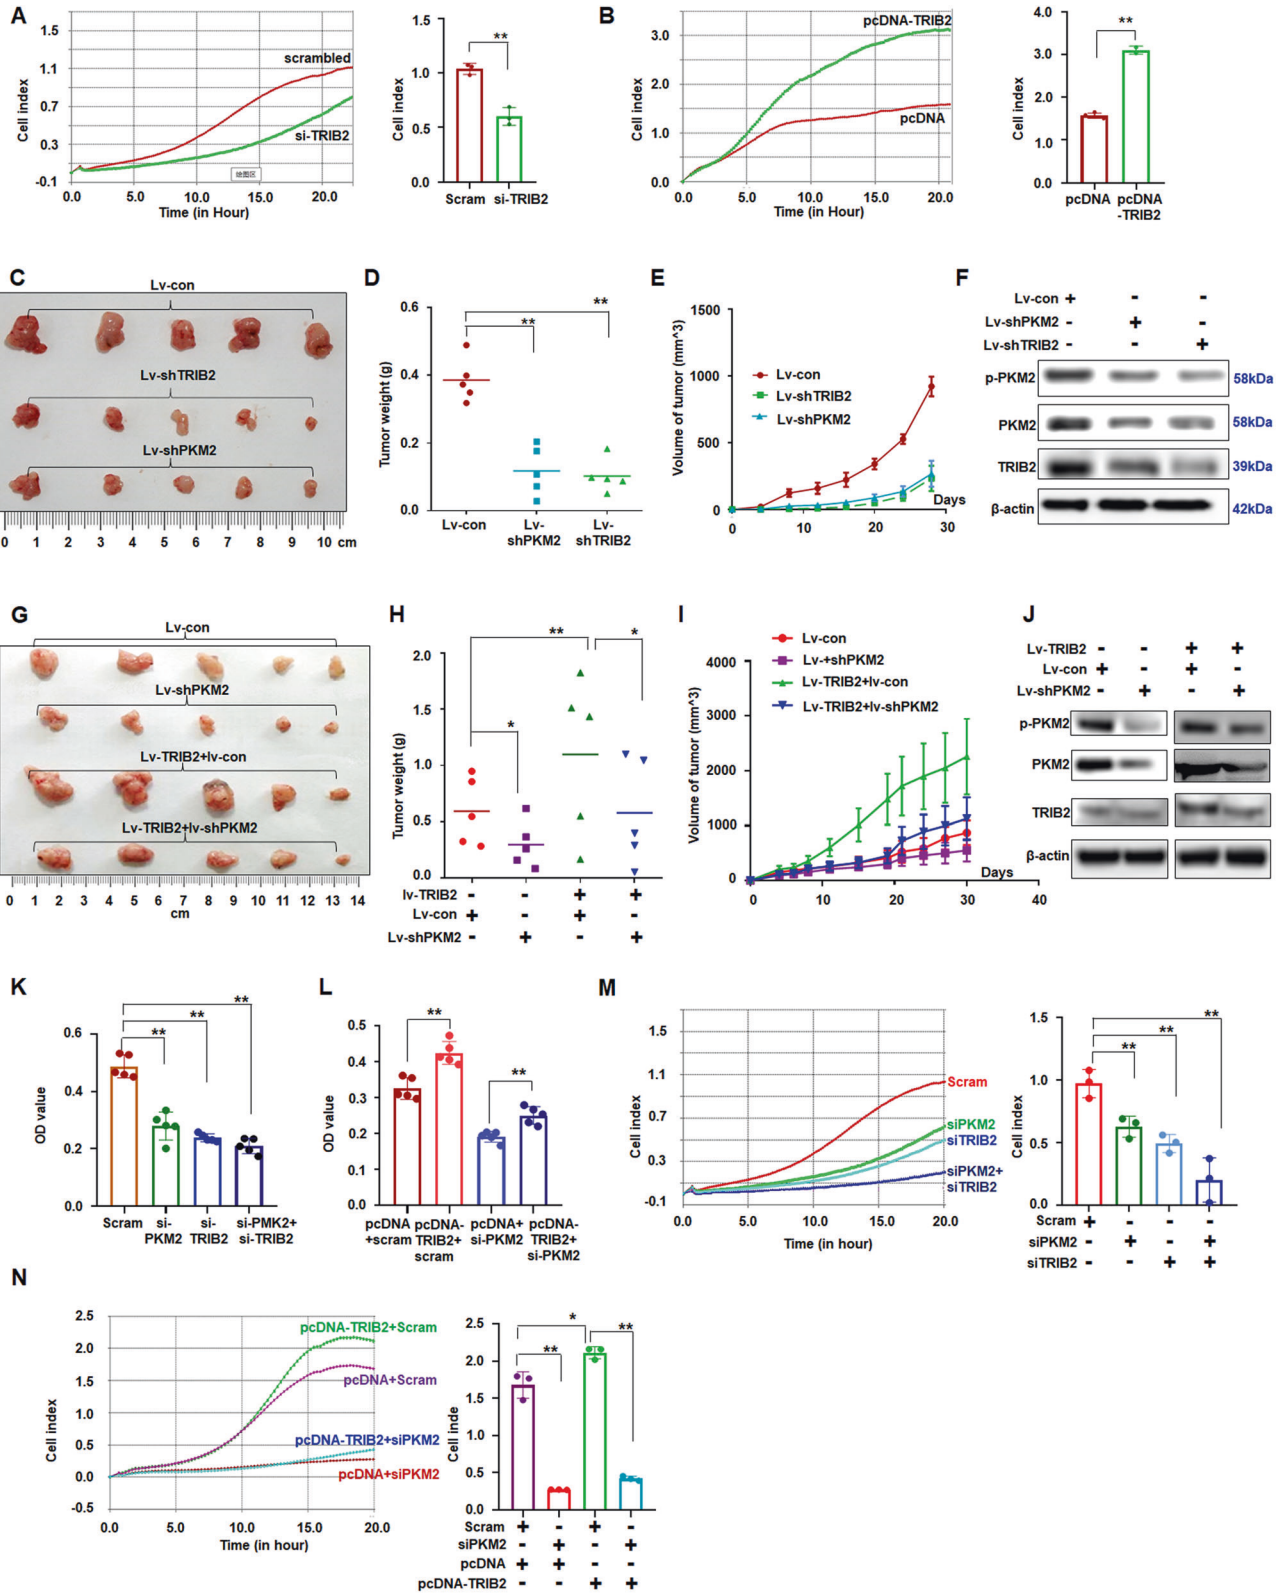 A
1.5
1.1
0.7
0.3
-0.1
Cell index
scrambled
si-TRIB2
绘图区
0.0 5.0 10.0 15.0 20.0
Time (in Hour)
1.5
1.0
0.5
0.0
Cell index
**
Scram si-TRIB2
B
3.0
2.0
1.0
0.0
Cell index
pcDNA-TRIB2
pcDNA
0.0 5.0 10.0 15.0 20.0
Time (in Hour)
4.0
3.0
2.0
1.0
0.0
Cell index
**
pcDNA pcDNA
-TRIB2
C
Lv-con
Lv-shTRIB2
Lv-shPKM2
0 1 2 3 4 5 6 7 8 9 10 cm
D
0.6
0.4
0.2
0.0
Tumor weight (g)
**
**
Lv-con Lv- Lv-
shPKM2 shTRIB2
E
1500
1000
500
0
Volume of tumor (mm^3)
Lv-con
Lv-shTRIB2
Lv-shPKM2
Days
0 10 20 30
F
Lv-con + - -
Lv-shPKM2 - + -
Lv-shTRIB2 - - +
p-PKM2 58kDa
PKM2 58kDa
TRIB2 39kDa
β-actin 42kDa
G
Lv-con
Lv-shPKM2
Lv-TRIB2+lv-con
Lv-TRIB2+lv-shPKM2
0 1 2 3 4 5 6 7 8 9 10 11 12 13 14
cm
H
2.0
1.5
1.0
0.5
0.0
Tumor weight (g)
** *
*
lv-TRIB2 - - + +
Lv-con + - + -
Lv-shPKM2 - + - +
I
4000
3000
2000
1000
0
Volume of tumor (mm^3)
Lv-con
Lv-+shPKM2
Lv-TRIB2+lv-con
Lv-TRIB2+lv-shPKM2
Days
0 10 20 30 40
J
Lv-TRIB2 - - + +
Lv-con + - + -
Lv-shPKM2 - + - +
p-PKM2
PKM2
TRIB2
β-actin
K
0.6
0.4
0.2
0.0
OD value
**
**
**
Scram si- si- si-PMK2+
PKM2 TRIB2 si-TRIB2
L
0.5
0.4
0.3
0.2
0.1
0.0
OD value
**
**
pcDNA pcDNA- pcDNA+ pcDNA-
+scram TRIB2+ si-PKM2 TRIB2+
scram si-PKM2
M
1.5
1.1
0.7
0.3
-0.1
Cell index
Scram
siPKM2
siTRIB2
siPKM2+
siTRIB2
0.0 5.0 10.0 15.0 20.0
Time (in hour)
1.5
1.0
0.5
0.0
Cell index
**
**
**
Scram + - - -
siPKM2 - + - +
siTRIB2 - - + +
N
2.5
2.0
1.5
1.0
0.5
0.0
-0.5
Cell index
pcDNA-TRIB2+Scram
pcDNA+Scram
pcDNA-TRIB2+siPKM2
pcDNA+siPKM2
0.0 5.0 10.0 15.0 20.0
Time (in hour)
2.5
2.0
1.5
1.0
0.5
0.0
Cell inde
* **
**
Scram + - + -
siPKM2 - + - +
pcDNA + + - -
pcDNA-TRIB2 - - + +